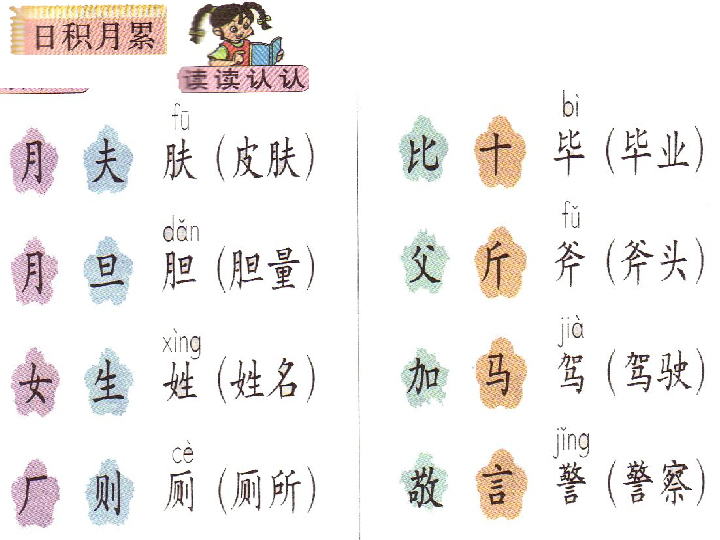 日积月累
读读认认
fū
月 夫 肤（皮肤）
dǎn
月 旦 胆（胆量）
xìng
女 生 姓（姓名）
cè
厂 则 厕（厕所）
bì
比 十 毕（毕业）
fǔ
父 斤 斧（斧头）
jià
加 马 驾（驾驶）
jǐng
敬 言 警（警察）